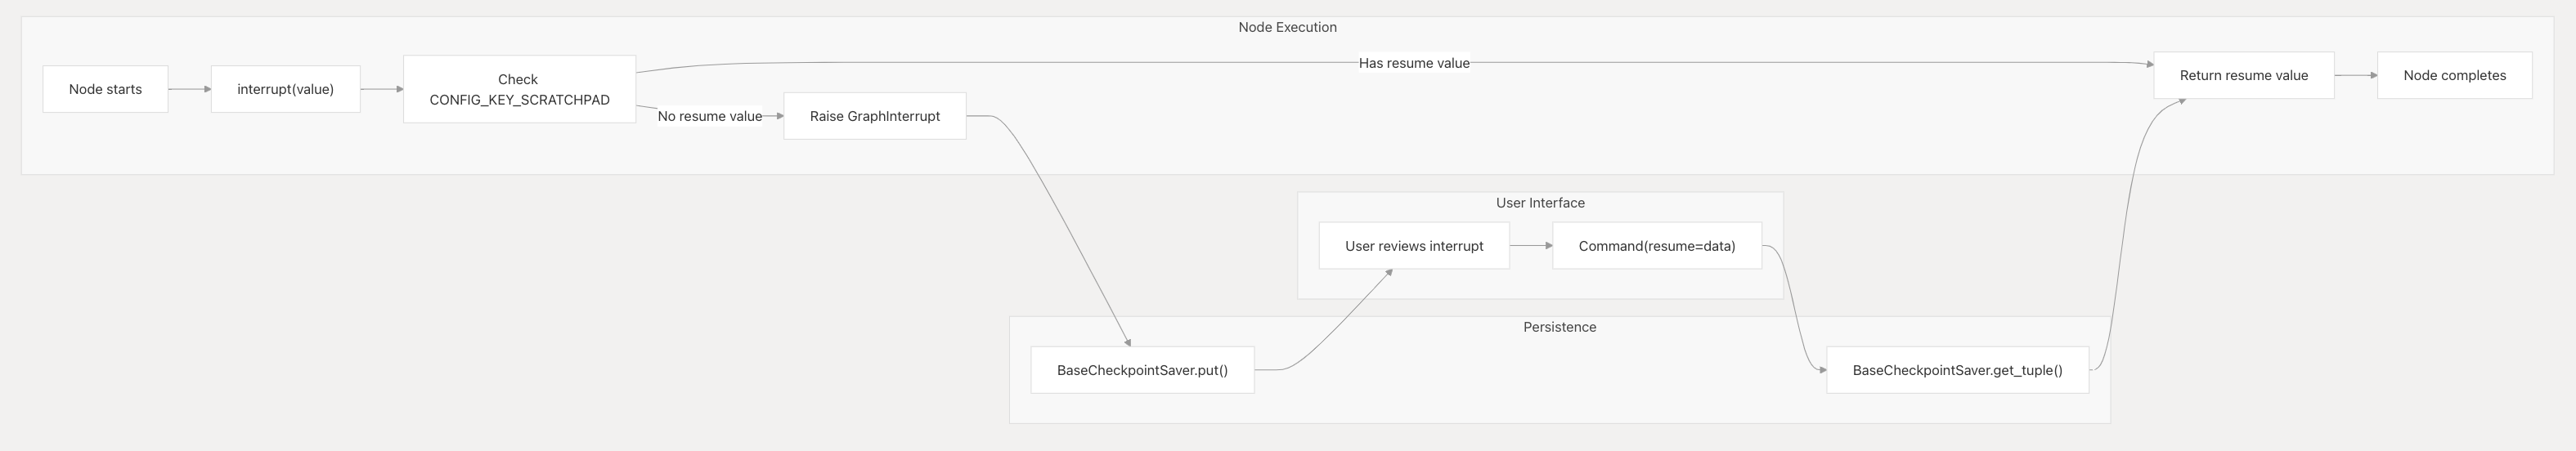 Node Execution
Node starts
interrupt(value)
Check
CONFIG_KEY_SCRATCHPAD
Has resume value
No resume value
Raise GraphInterrupt
Return resume value
Node completes
User Interface
User reviews interrupt
Command(resume=data)
Persistence
BaseCheckpointSaver.put()
BaseCheckpointSaver.get_tuple()